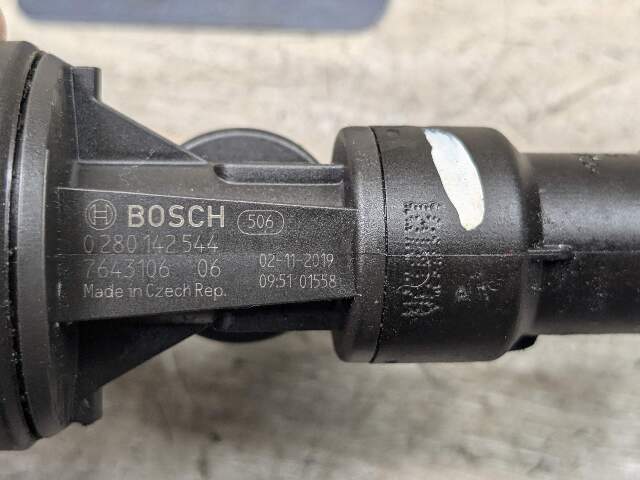 BOSCH 506
0 280 142 544
7643106 06 02-11-2019
Made in Czech Rep. 09:51 01558